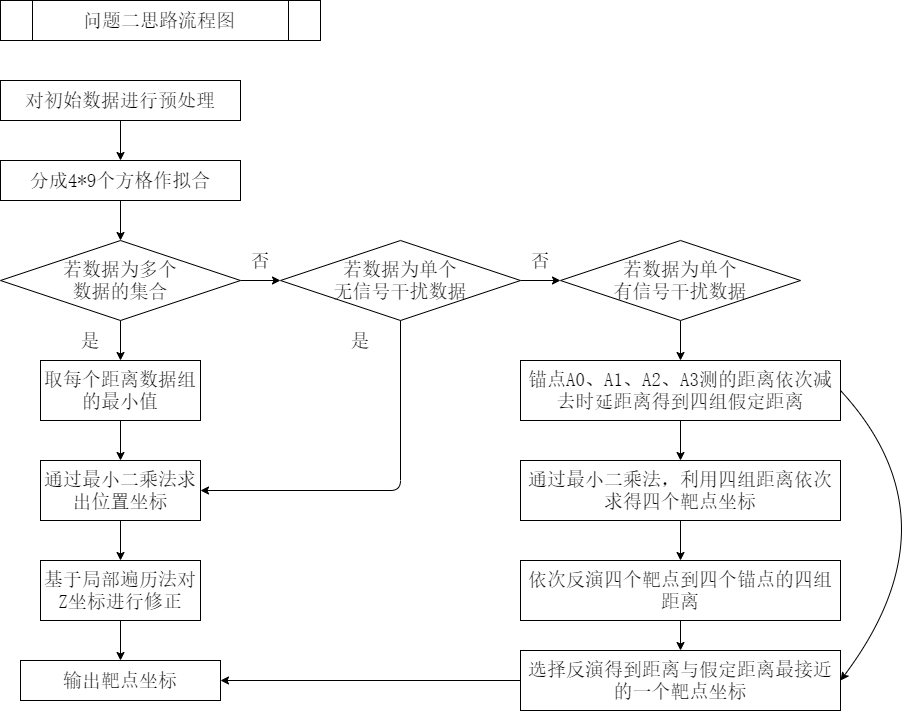 问题二思路流程图
对初始数据进行预处理
分成4*9个方格作拟合
若数据为多个
数据的集合
否
若数据为单个
无信号干扰数据
否
若数据为单个
有信号干扰数据
是
是
取每个距离数据组
的最小值
锚点A0、A1、A2、A3测的距离依次减
去时延距离得到四组假定距离
通过最小二乘法求
出位置坐标
通过最小二乘法，利用四组距离依次
求得四个靶点坐标
基于局部遍历法对
Z坐标进行修正
依次反演四个靶点到四个锚点的四组
距离
输出靶点坐标
选择反演得到距离与假定距离最接近
的一个靶点坐标